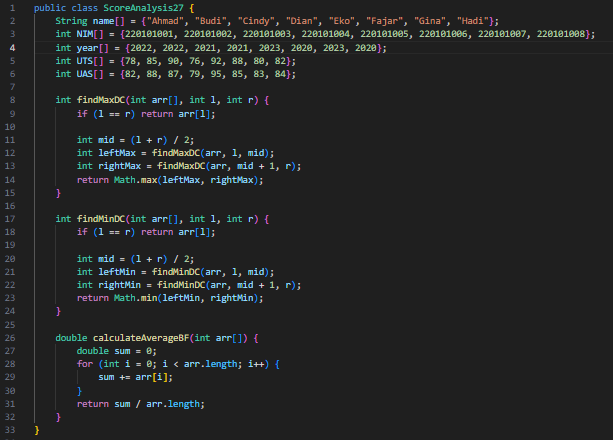 1 public class ScoreAnalysis27 {
2 String name[] = {"Ahmad", "Budi", "Cindy", "Dian", "Eko", "Fajar", "Gina", "Hadi"};
3 int NIM[] = {220101001, 220101002, 220101003, 220101004, 220101005, 220101006, 220101007, 220101008};
4 int year[] = {2022, 2022, 2021, 2021, 2023, 2020, 2023, 2020};
5 int UTS[] = {78, 85, 90, 76, 92, 88, 80, 82};
6 int UAS[] = {82, 88, 87, 79, 95, 85, 83, 84};
7
8 int findMaxDC(int arr[], int l, int r) {
9 if (l == r) return arr[l];
10
11 int mid = (l + r) / 2;
12 int leftMax = findMaxDC(arr, l, mid);
13 int rightMax = findMaxDC(arr, mid + 1, r);
14 return Math.max(leftMax, rightMax);
15 }
16
17 int findMinDC(int arr[], int l, int r) {
18 if (l == r) return arr[l];
19
20 int mid = (l + r) / 2;
21 int leftMin = findMinDC(arr, l, mid);
22 int rightMin = findMinDC(arr, mid + 1, r);
23 return Math.min(leftMin, rightMin);
24 }
25
26 double calculateAverageBF(int arr[]) {
27 double sum = 0;
28 for (int i = 0; i < arr.length; i++) {
29 sum += arr[i];
30 }
31 return sum / arr.length;
32 }
33 }